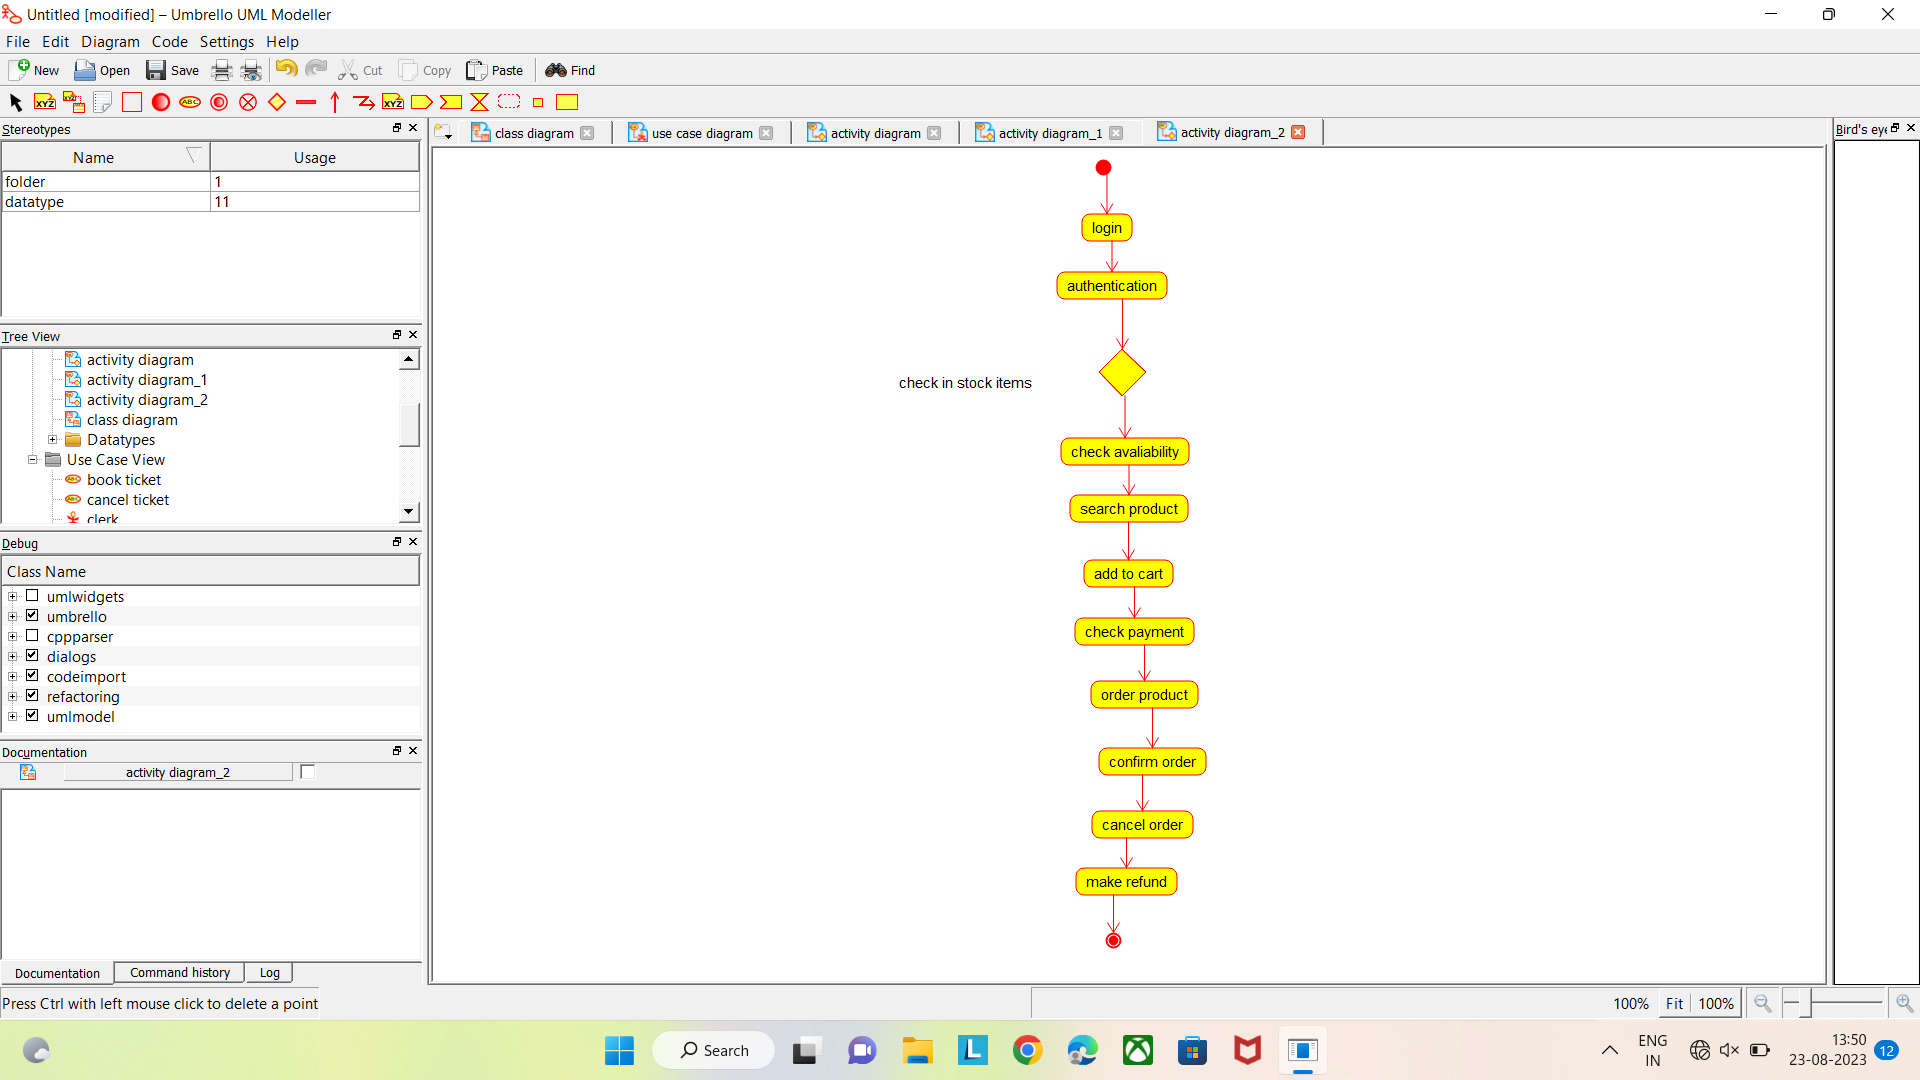 Untitled [modified] – Umbrello UML Modeller
File Edit Diagram Code Settings Help
New Open Save Cut Copy Paste Find
XYZ XYZ ABC XYZ
Stereotypes
Name Usage
folder 1
datatype 11
Tree View
activity diagram
activity diagram_1
activity diagram_2
class diagram
Datatypes
Use Case View
book ticket
cancel ticket
clerk
Debug
Class Name
umlwidgets
umbrello
cppparser
dialogs
codeimport
refactoring
umlmodel
Documentation
activity diagram_2
Documentation Command history Log
Press Ctrl with left mouse click to delete a point
class diagram use case diagram activity diagram activity diagram_1 activity diagram_2
login
authentication
check in stock items
check avaliability
search product
add to cart
check payment
order product
confirm order
cancel order
make refund
Bird's eye
100% Fit 100%
Search
ENG
IN
13:50
23-08-2023
12